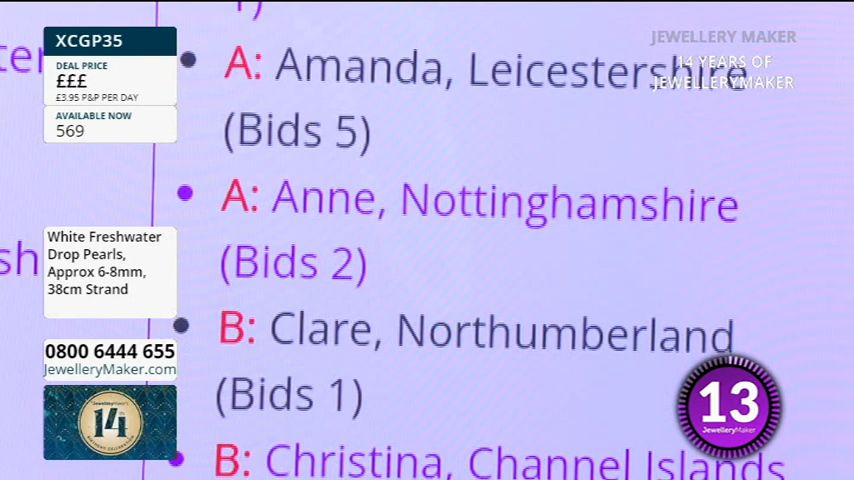 XCGP35
DEAL PRICE
£££
£3.95 P&P PER DAY
AVAILABLE NOW
569
White Freshwater
Drop Pearls,
Approx 6-8mm,
38cm Strand
0800 6444 655
JewelleryMaker.com
14
A: Amanda, Leicestershire
(Bids 5)
A: Anne, Nottinghamshire
(Bids 2)
B: Clare, Northumberland
(Bids 1)
B: Christina, Channel Islands
JEWELLERY MAKER
14 YEARS OF
JEWELLERYMAKER
13
JewelleryMaker